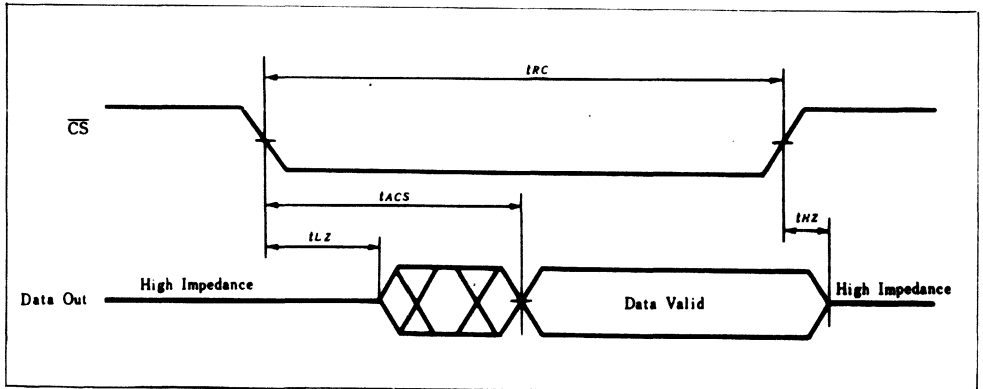 tRC
CS
tACS
tLZ
tHZ
Data Out
High Impedance
Data Valid
High Impedance